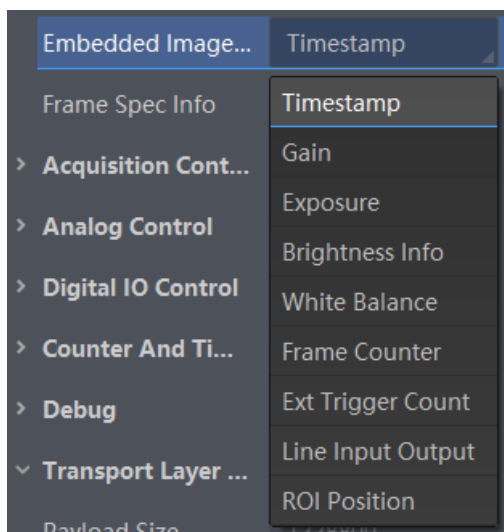 Embedded Image... Timestamp
Frame Spec Info
Timestamp
Gain
Exposure
Brightness Info
White Balance
Frame Counter
Ext Trigger Count
Line Input Output
ROI Position
> Acquisition Cont...
> Analog Control
> Digital IO Control
> Counter And Ti...
> Debug
Transport Layer ...
Payload Size